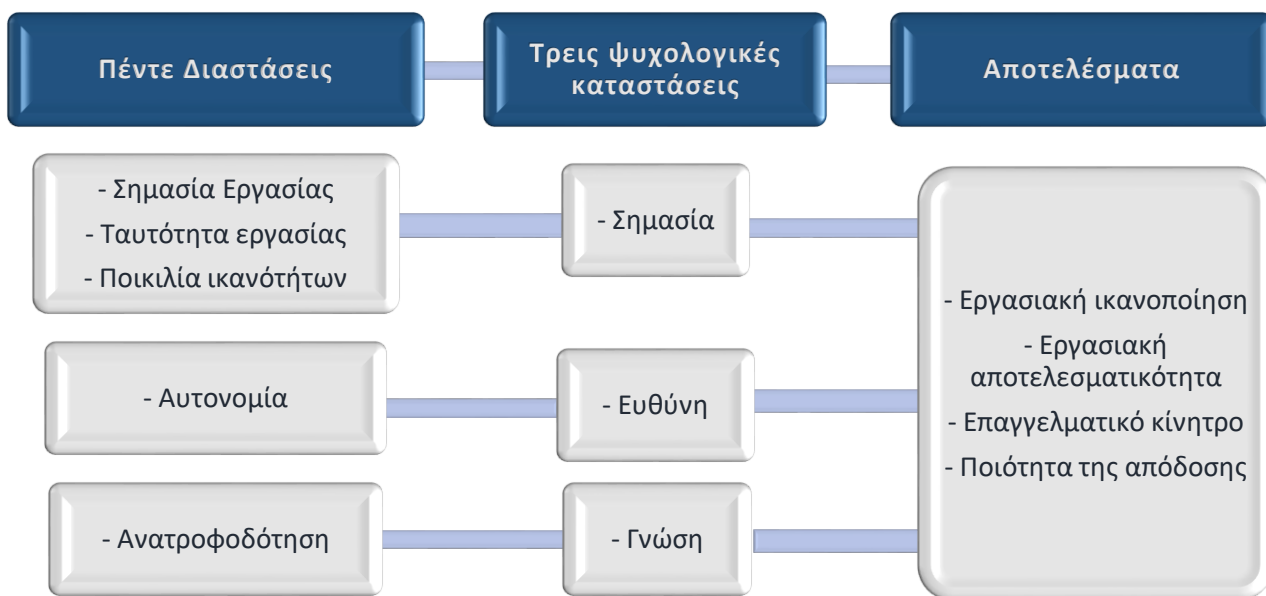 Πέντε Διαστάσεις
Τρεις ψυχολογικές
καταστάσεις
Αποτελέσματα
- Σημασία Εργασίας
- Ταυτότητα εργασίας
- Ποικιλία ικανότήτων
- Σημασία
- Αυτονομία
- Ευθύνη
- Ανατροφοδότηση
- Γνώση
- Εργασιακή ικανοποίηση
- Εργασιακή
αποτελεσματικότητα
- Επαγγελματικό κίνητρο
- Ποιότητα της απόδοσης